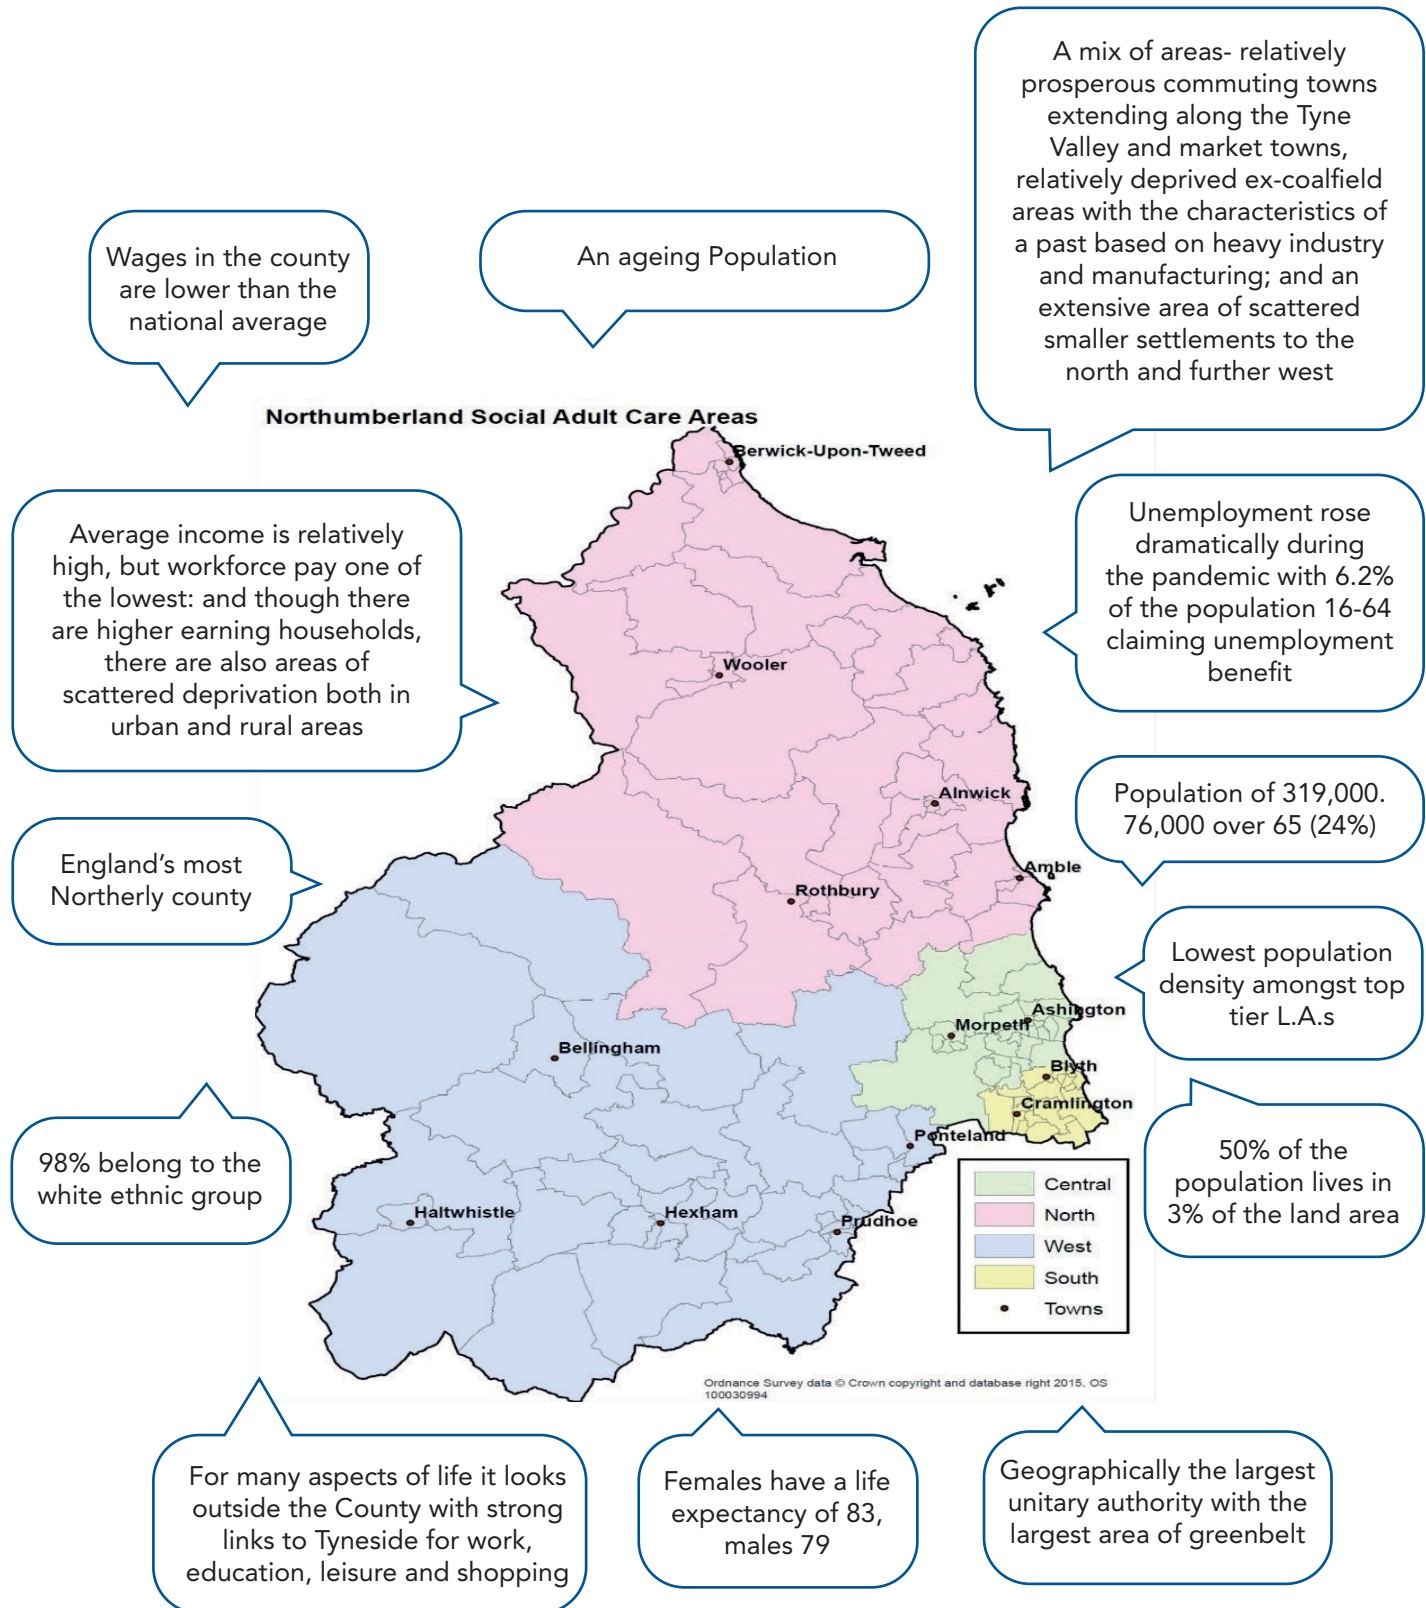 A mix of areas- relatively
prosperous commuting towns
extending along the Tyne
Valley and market towns,
relatively deprived ex-coalfield
areas with the characteristics of
a past based on heavy industry
and manufacturing; and an
extensive area of scattered
smaller settlements to the
north and further west
Wages in the county
are lower than the
national average
An ageing Population
Northumberland Social Adult Care Areas
Berwick-Upon-Tweed
Average income is relatively
high, but workforce pay one of
the lowest: and though there
are higher earning households,
there are also areas of
scattered deprivation both in
urban and rural areas
Unemployment rose
dramatically during
the pandemic with 6.2%
of the population 16-64
claiming unemployment
benefit
Wooler
Alnwick
Population of 319,000.
76,000 over 65 (24%)
England's most
Northerly county
Amble
Rothbury
Lowest population
density amongst top
tier L.A.s
Ashington
Morpeth
Bellingham
Blyth
Cramlington
Ponteland
98% belong to the
white ethnic group
50% of the
population lives in
3% of the land area
Haltwhistle
Hexham
Prudhoe
Central
North
West
South
Towns
Ordnance Survey data © Crown copyright and database right 2015. OS
100030994
For many aspects of life it looks
outside the County with strong
links to Tyneside for work,
education, leisure and shopping
Females have a life
expectancy of 83,
males 79
Geographically the largest
unitary authority with the
largest area of greenbelt